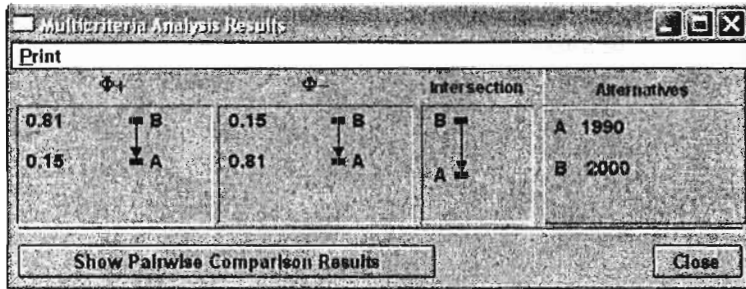 Multicriteria Analysis Results
Print
Φ+ Φ− Intersection Alternatives
0.81 B 0.15 B B A 1990
0.15 A 0.81 A A B 2000
Show Pairwise Comparison Results Close